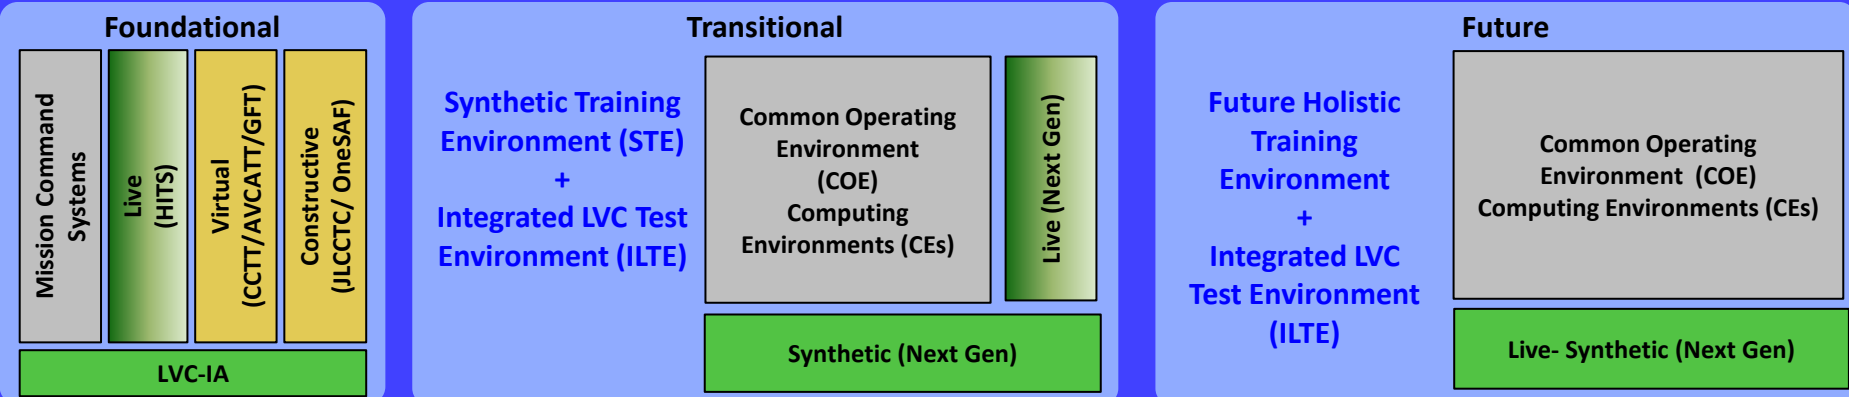 Foundational
Mission Command
Systems
Live
(HITS)
Virtual
(CCTT/AVCATT/GFT)
Constructive
(JLCCTC/ OneSAF)
LVC-IA
Transitional
Synthetic Training
Environment (STE)
+
Integrated LVC Test
Environment (ILTE)
Common Operating
Environment
(COE)
Computing
Environments (CEs)
Live (Next Gen)
Synthetic (Next Gen)
Future
Future Holistic
Training
Environment
+
Integrated LVC
Test Environment
(ILTE)
Common Operating
Environment (COE)
Computing Environments (CEs)
Live- Synthetic (Next Gen)